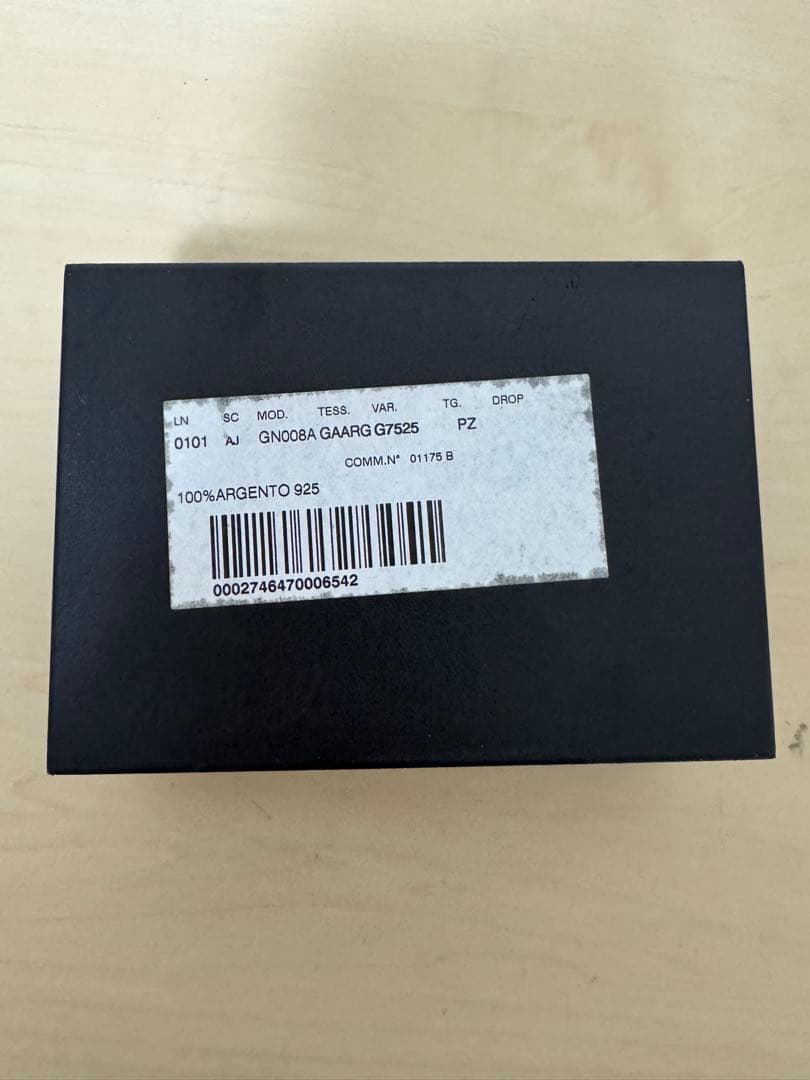 LN SC MOD. TESS. VAR. TG. DROP
0101 AJ GN008A GAARG G7525 PZ
COMM.N° 01175 B
100%ARGENTO 925
0002746470006542